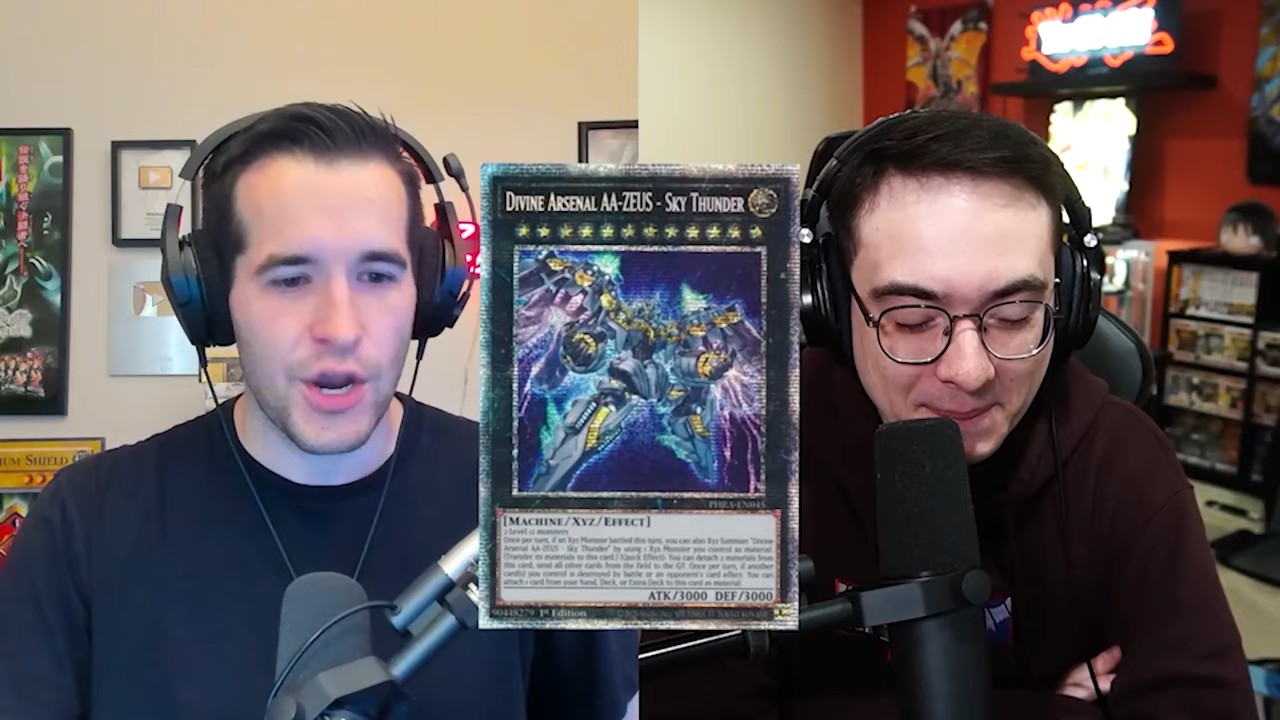 DIVINE ARSENAL AA-ZEUS - SKY THUNDER
PHRA-EN045
[MACHINE/XYZ/EFFECT]
2 Level 12 monsters
Once per turn, if an Xyz Monster battled this turn, you can also Xyz Summon "Divine
Arsenal AA-ZEUS - Sky Thunder" by using 1 Xyz Monster you control as material.
(Transfer its materials to this card.) (Quick Effect): You can detach 2 materials from
this card; send all other cards from the field to the GY. Once per turn, if another
card(s) you control is destroyed by battle or an opponent's card effect: You can
attach 1 card from your hand, Deck, or Extra Deck to this card as material.
ATK/3000 DEF/3000
90448279 1st Edition
UM SHIELD